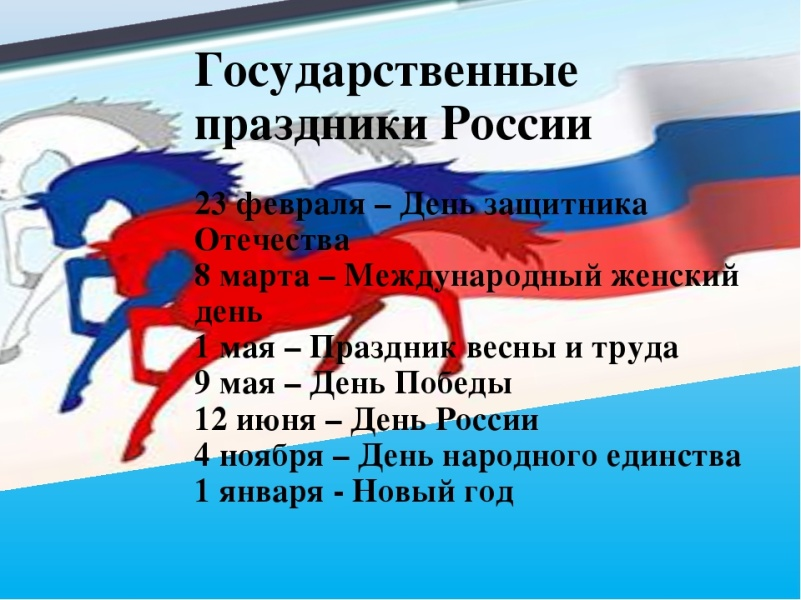 Государственные
праздники России
23 февраля – День защитника
Отечества
8 марта – Международный женский
день
1 мая – Праздник весны и труда
9 мая – День Победы
12 июня – День России
4 ноября – День народного единства
1 января - Новый год